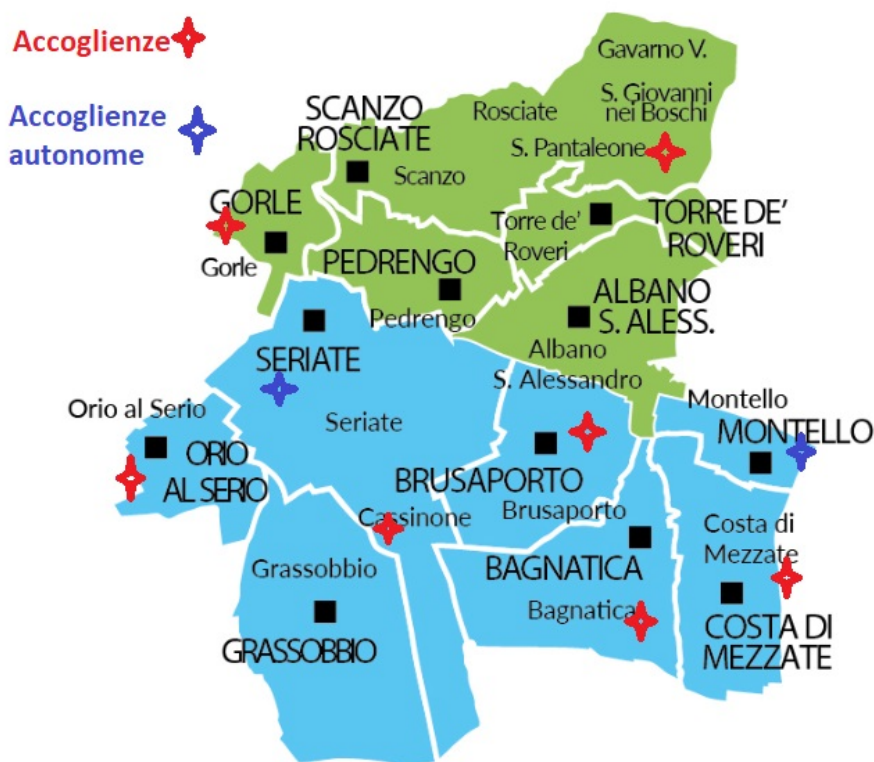 Accoglienze
Accoglienze
autonome
Gavarno V.
S. Giovanni
nei Boschi
Rosciate
SCANZO
ROSCIATE
S. Pantaleone
Scanzo
GORLE
Gorle
Torre de'
Roveri
TORRE DE'
ROVERI
PEDRENGO
Pedrengo
ALBANO
S. ALESS.
Albano
S. Alessandro
SERIATE
Seriate
Orio al Serio
ORIO
AL SERIO
Montello
MONTELLO
BRUSAPORTO
Brusaporto
Cassinone
Costa di
Mezzate
Grassobbio
GRASSOBBIO
BAGNATICA
Bagnatica
COSTA DI
MEZZATE